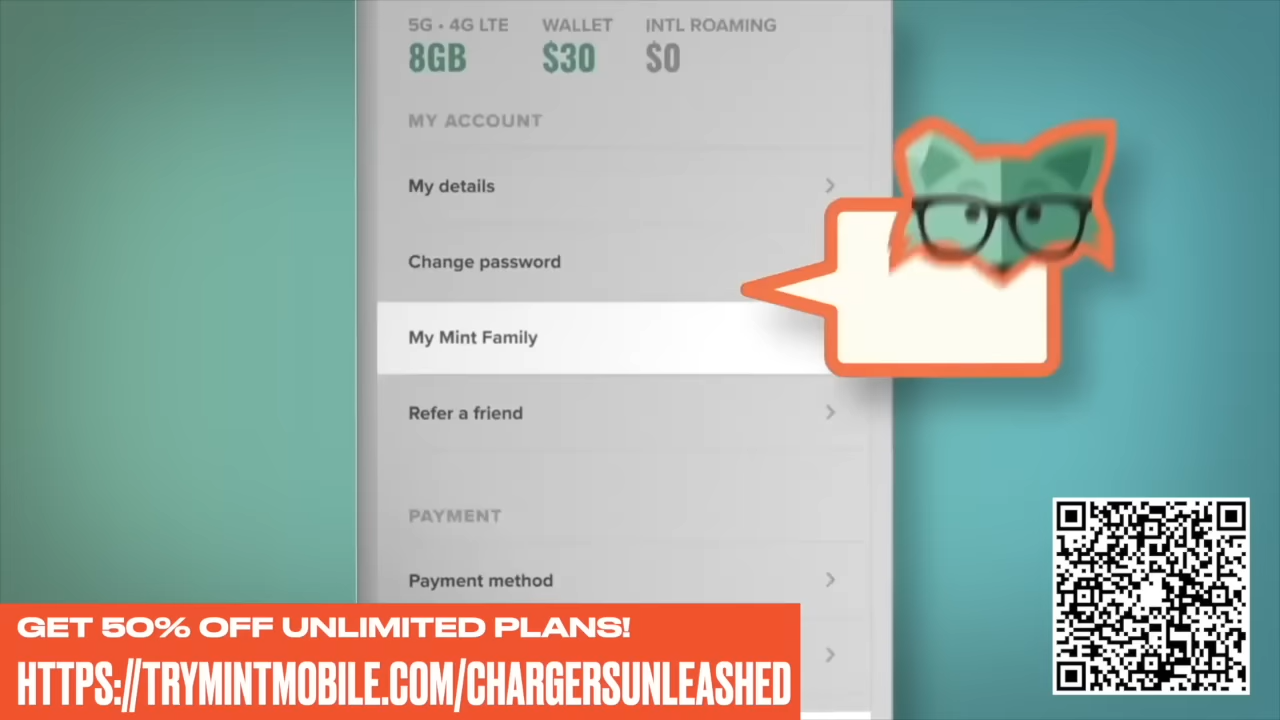 5G • 4G LTE WALLET INTL ROAMING
8GB $30 $0
MY ACCOUNT
My details
Change password
My Mint Family
Refer a friend
PAYMENT
Payment method
GET 50% OFF UNLIMITED PLANS!
HTTPS://TRYMINTMOBILE.COM/CHARGERSUNLEASHED